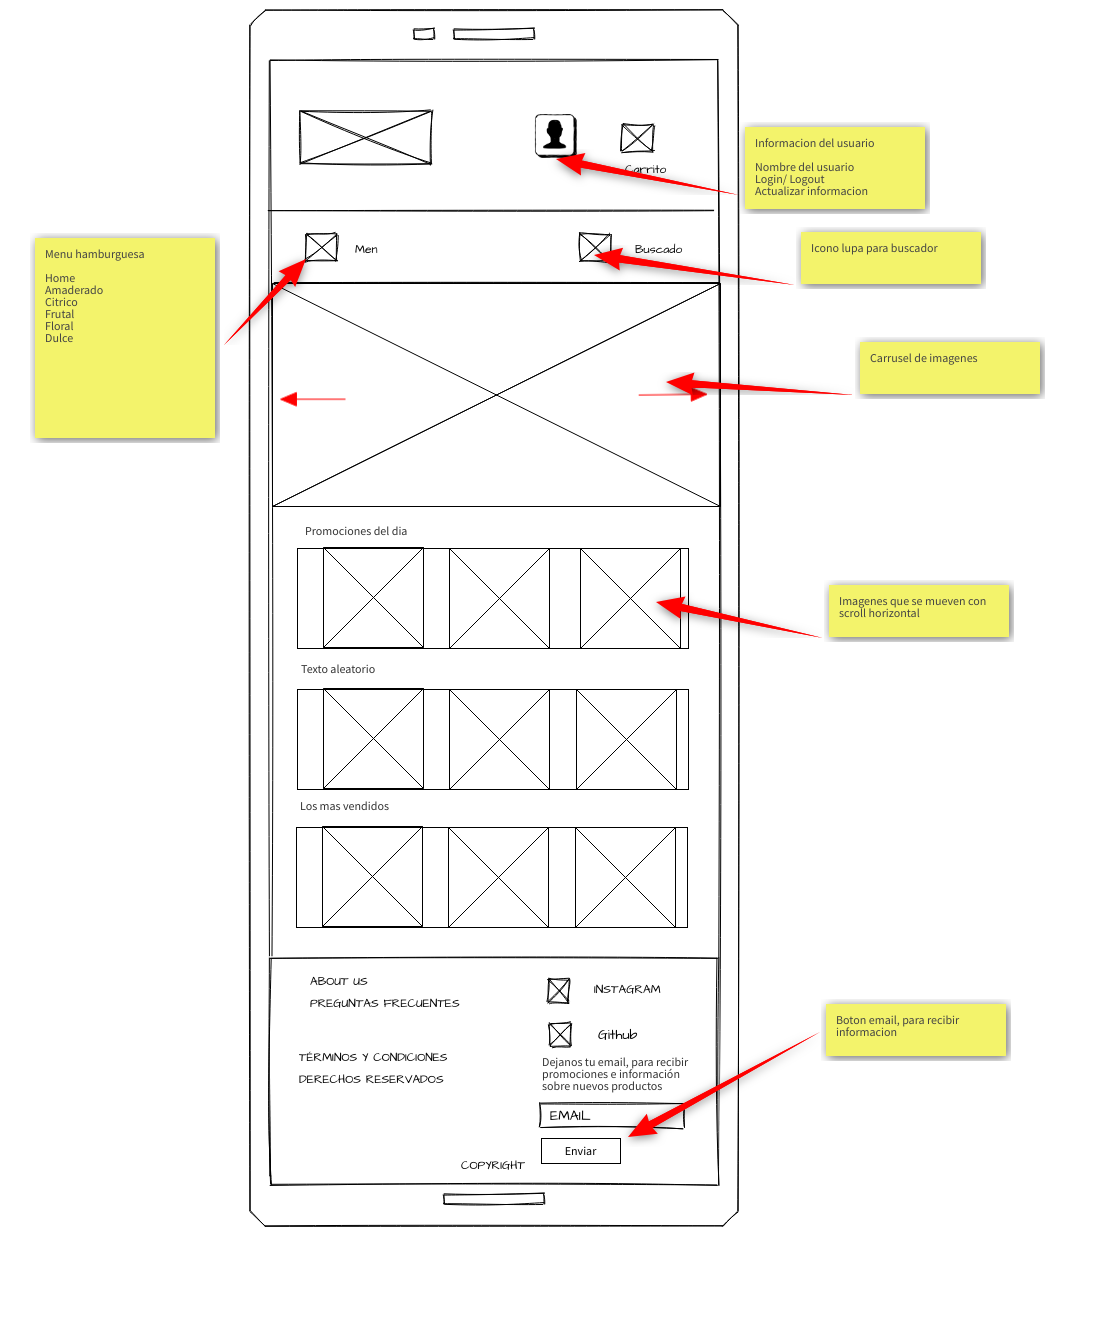 Informacion del usuario
Nombre del usuario
Login/ Logout
Actualizar informacion
Carrito
Menu hamburguesa
Home
Amaderado
Citrico
Frutal
Floral
Dulce
Men
Buscado
Icono lupa para buscador
Carrusel de imagenes
Promociones del dia
Imagenes que se mueven con
scroll horizontal
Texto aleatorio
Los mas vendidos
ABOUT US
PREGUNTAS FRECUENTES
TÉRMINOS Y CONDICIONES
DERECHOS RESERVADOS
INSTAGRAM
Github
Dejanos tu email, para recibir
promociones e información
sobre nuevos productos
EMAIL
Enviar
COPYRIGHT
Boton email, para recibir
informacion